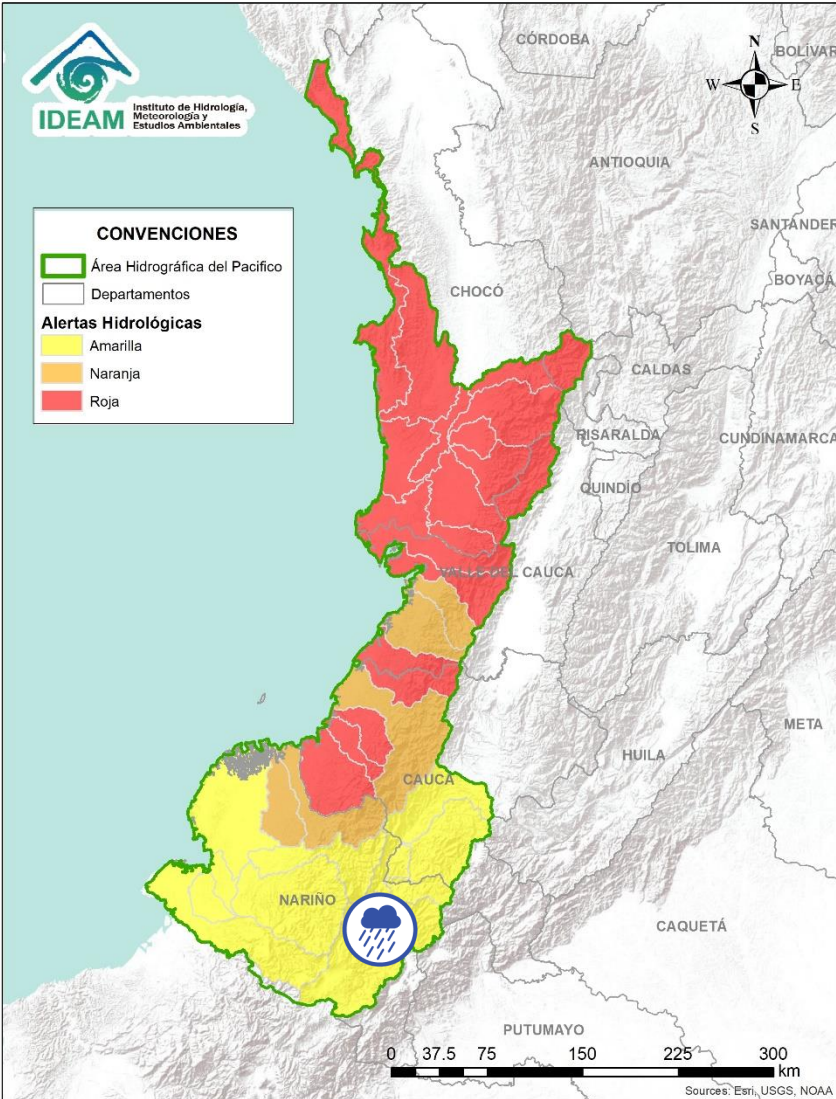 IDEAM
Instituto de Hidrología,
Meteorología y
Estudios Ambientales
N
W
E
S
CÓRDOBA
BOLÍVAR
ANTIOQUIA
SANTANDER
BOYACÁ
CHOCÓ
CALDAS
RISARALDA
CUNDINAMARCA
QUINDÍO
TOLIMA
VALLE DEL CAUCA
META
HUILA
CAUCA
NARIÑO
CAQUETÁ
PUTUMAYO
CONVENCIONES
Área Hidrográfica del Pacifico
Departamentos
Alertas Hidrológicas
Amarilla
Naranja
Roja
0 37.5 75 150 225 300
km
Sources: Esri, USGS, NOAA